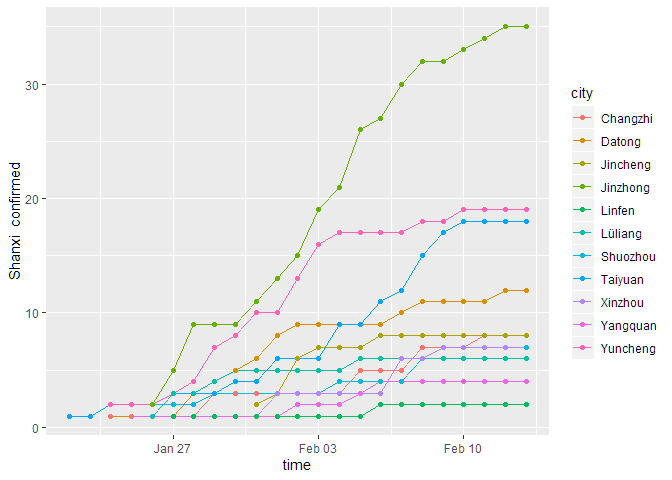 30
20
10
0
Shanxi confirmed
Jan 27
Feb 03
Feb 10
time
city
Changzhi
Datong
Jincheng
Jinzhong
Linfen
Lüliang
Shuozhou
Taiyuan
Xinzhou
Yangquan
Yuncheng